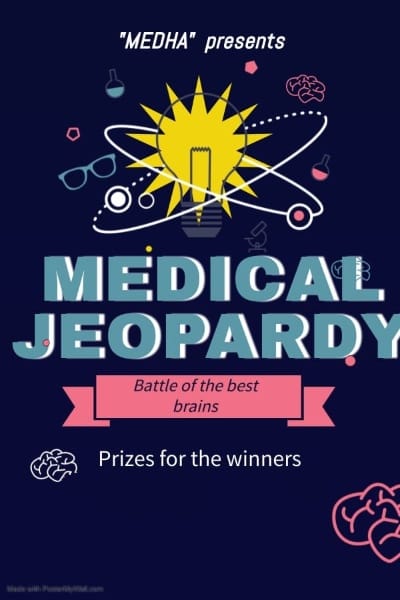 "MEDHA" presents
MEDICAL
JEOPARDY
Battle of the best
brains
Prizes for the winners
Made with PosterMyWall.com